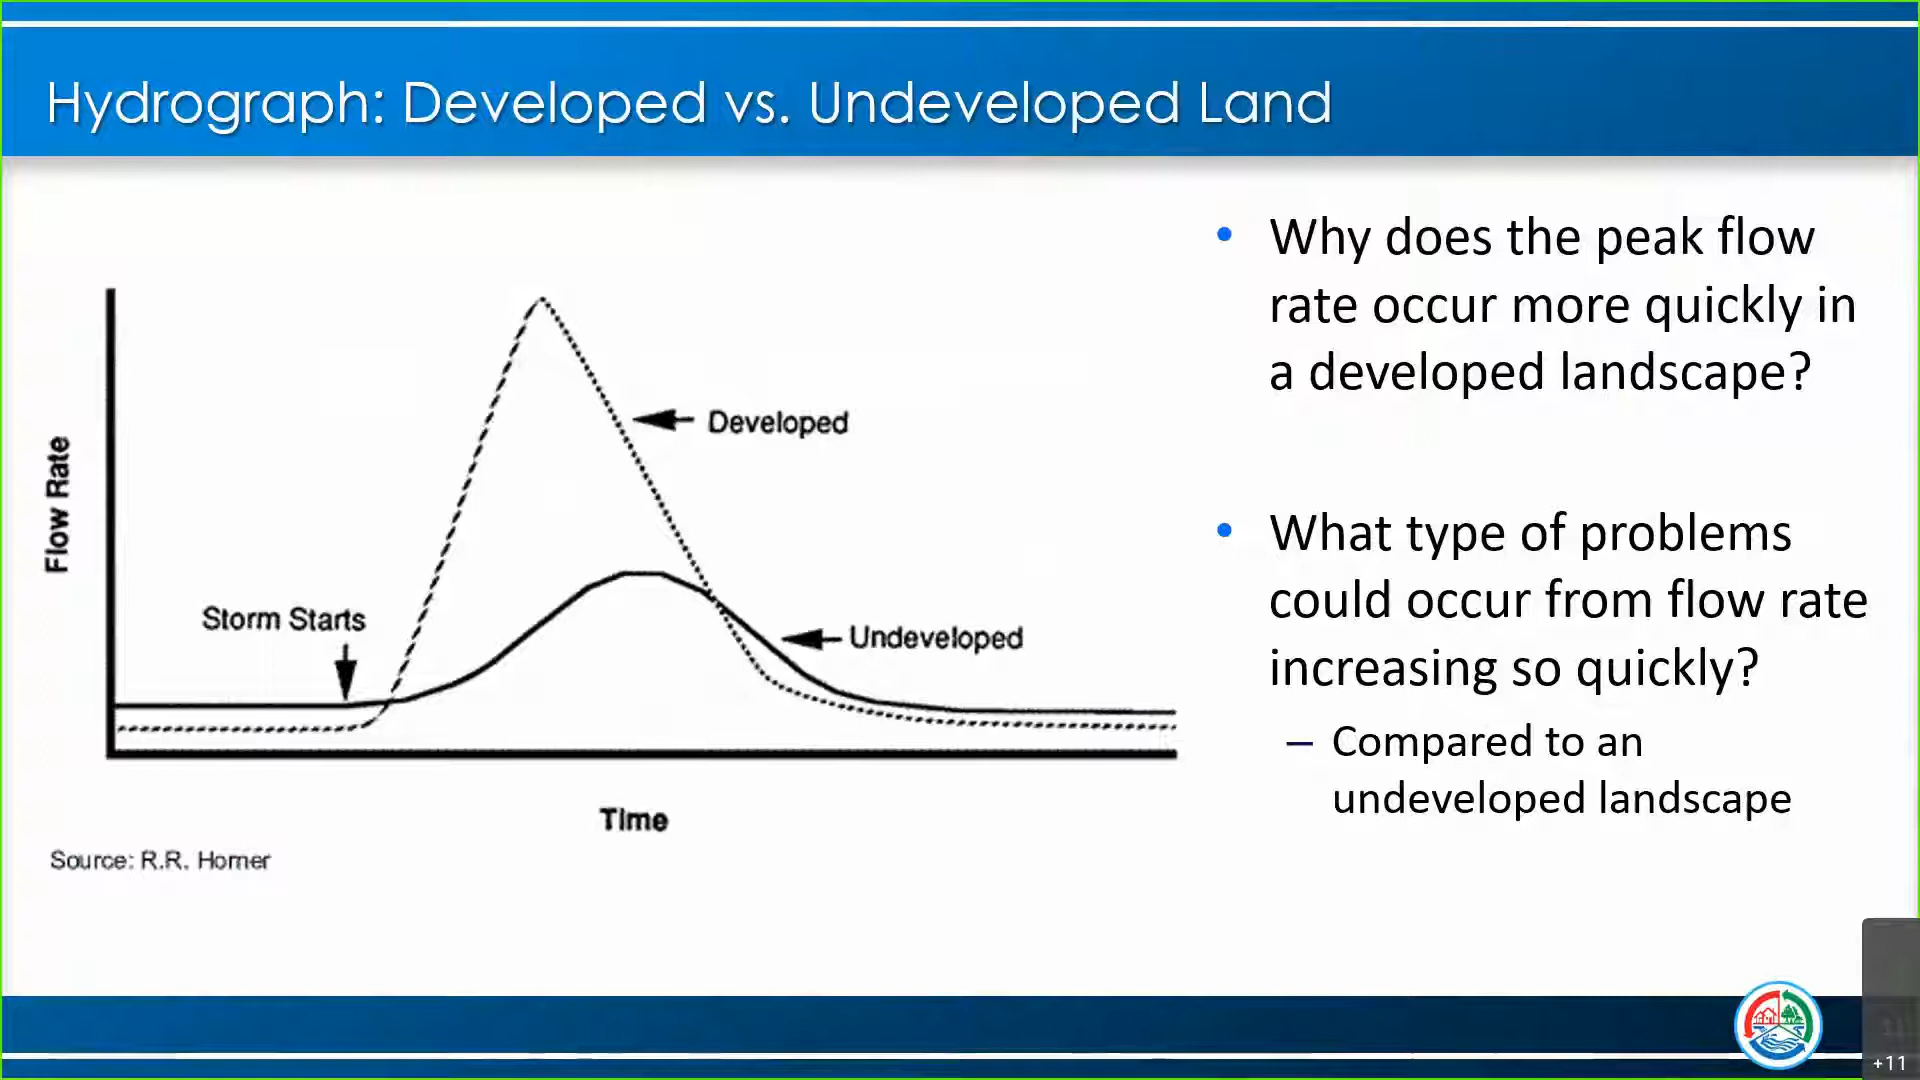 Hydrograph: Developed vs. Undeveloped Land
Flow Rate
Storm Starts
Developed
Undeveloped
Time
Source: R.R. Horner
• Why does the peak flow
rate occur more quickly in
a developed landscape?
• What type of problems
could occur from flow rate
increasing so quickly?
– Compared to an
undeveloped landscape
+11